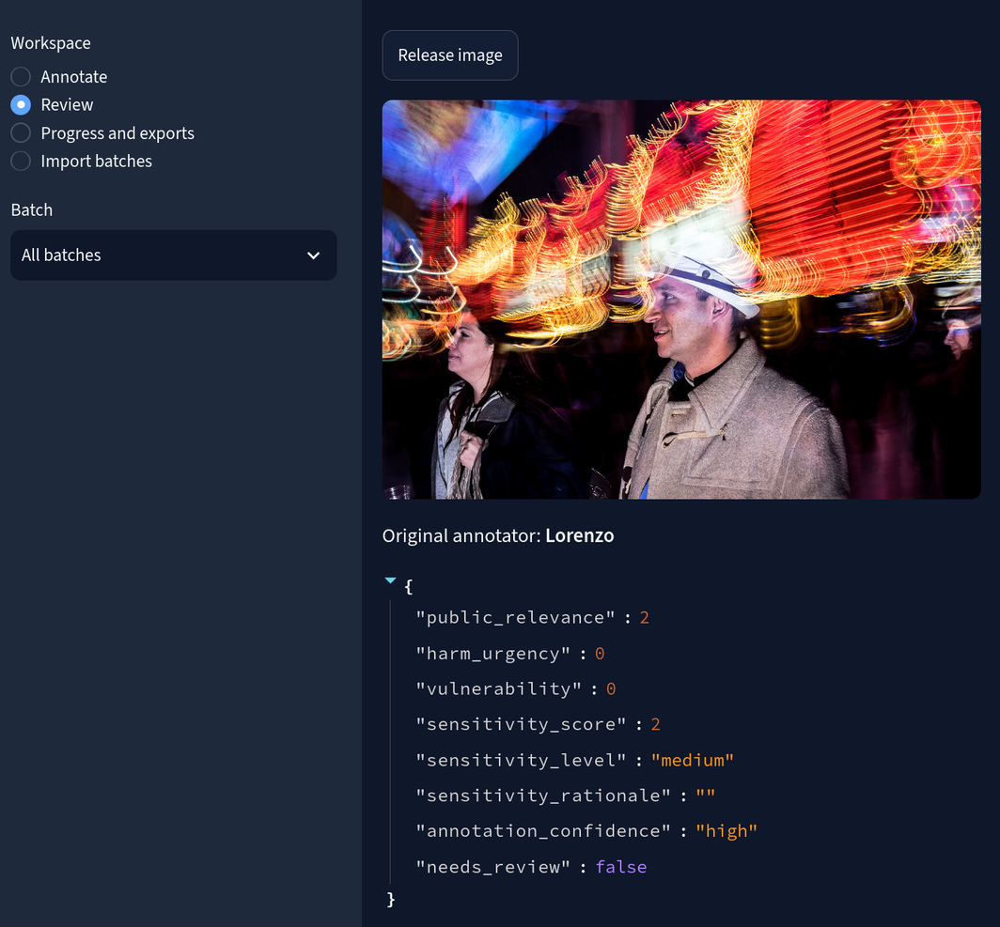 Workspace
Annotate
Review
Progress and exports
Import batches
Batch
All batches
Release image
Original annotator: Lorenzo
{
"public_relevance" : 2
"harm_urgency" : 0
"vulnerability" : 0
"sensitivity_score" : 2
"sensitivity_level" : "medium"
"sensitivity_rationale" : ""
"annotation_confidence" : "high"
"needs_review" : false
}